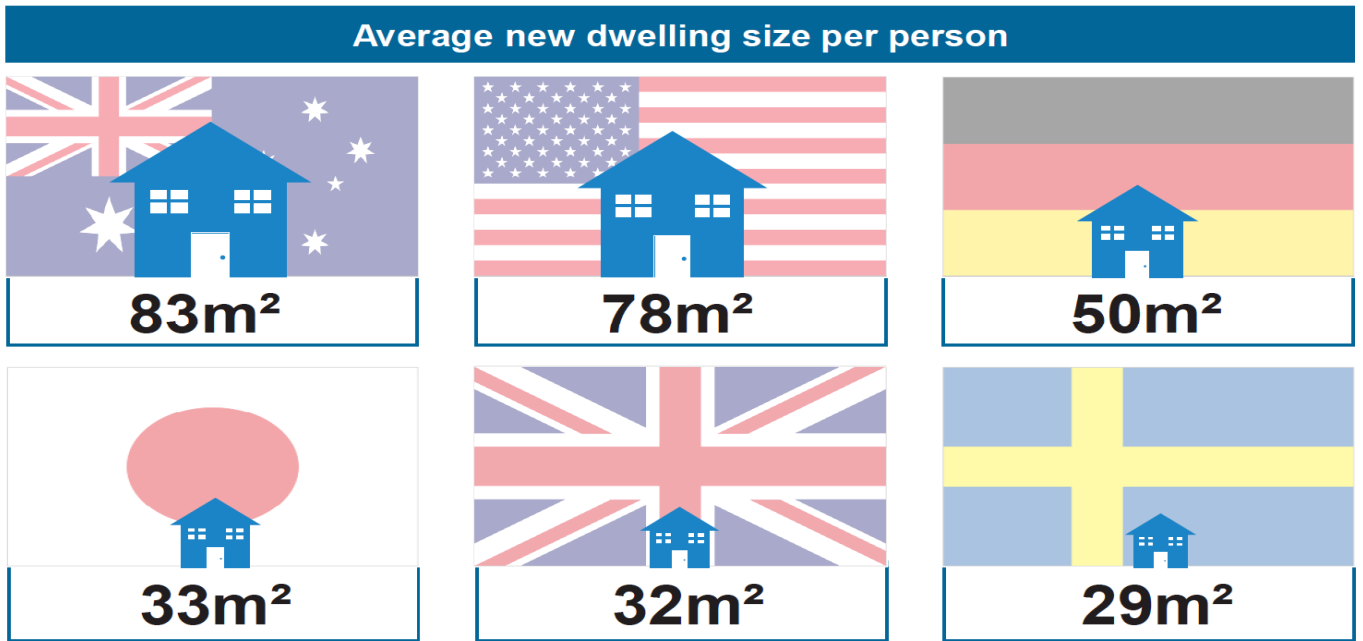 Average new dwelling size per person
83m²
78m²
50m²
33m²
32m²
29m²